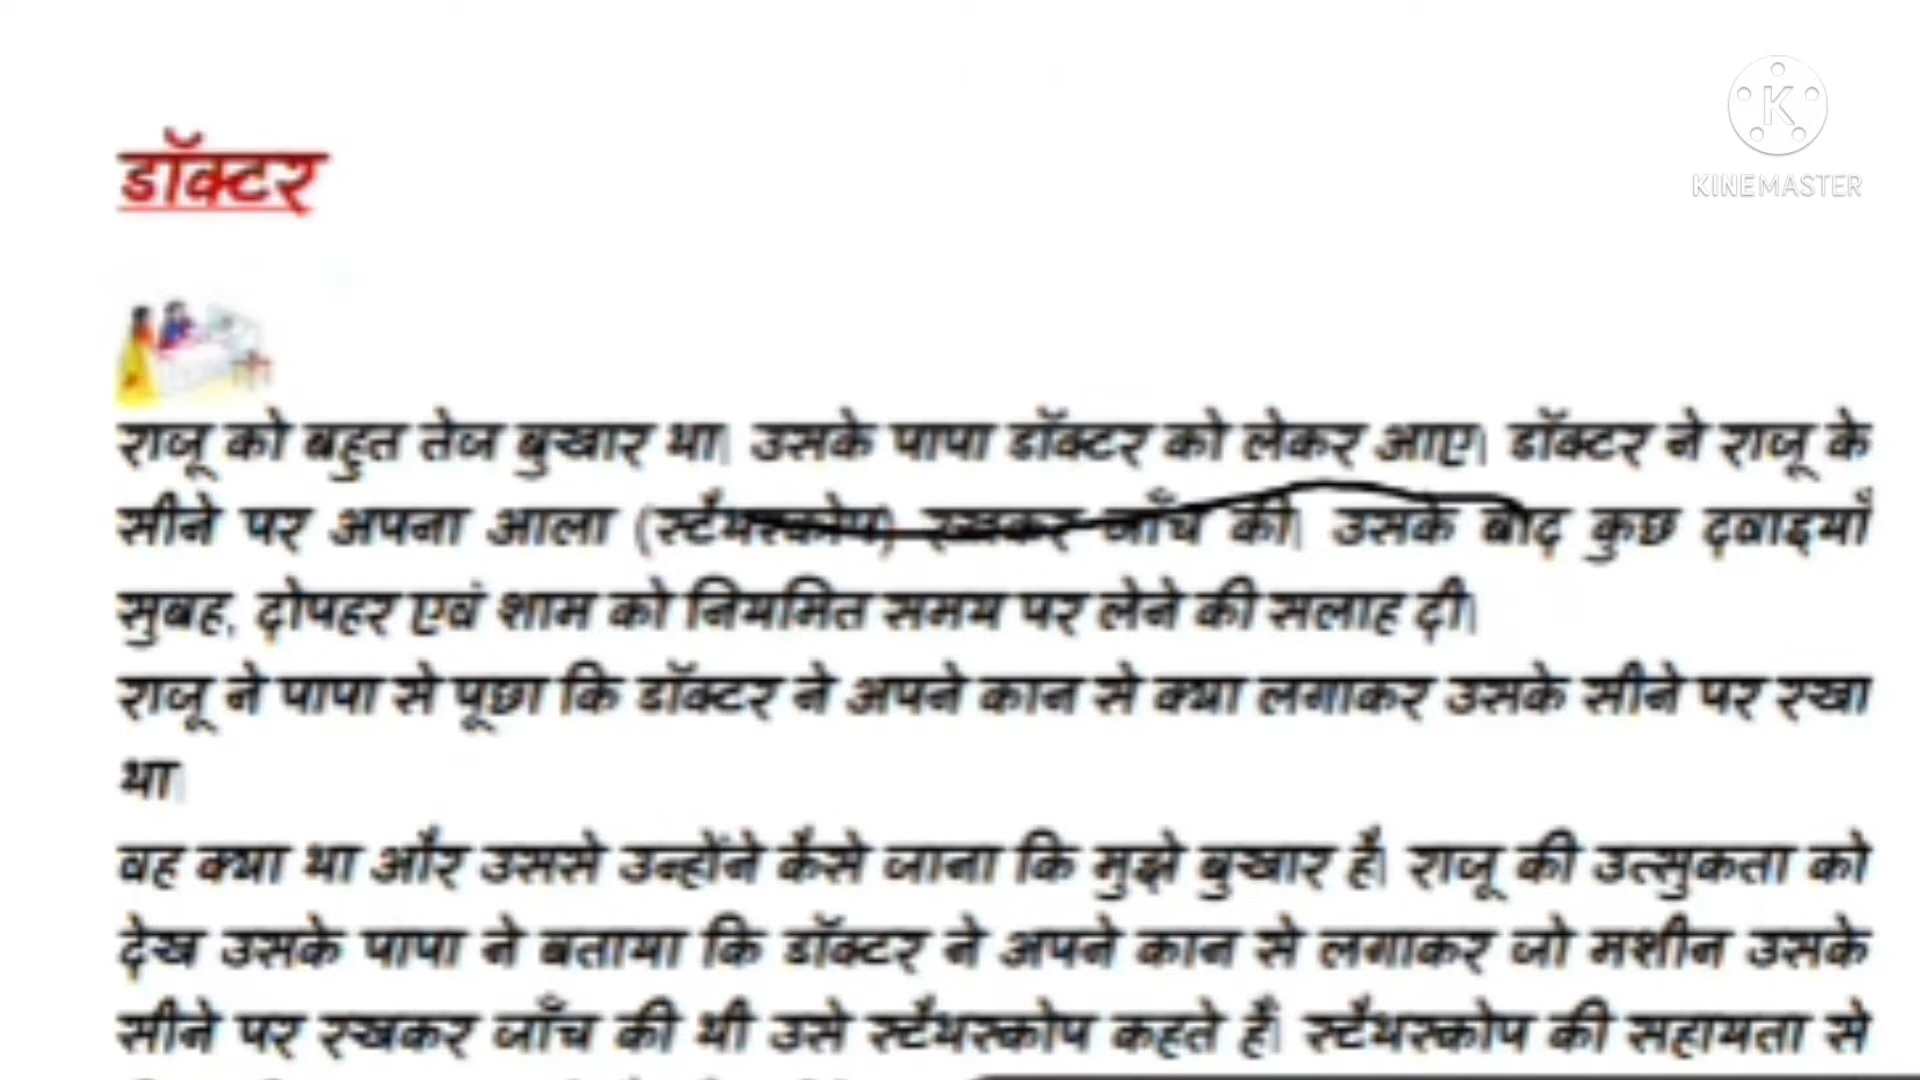 KINEMASTER
डॉक्टर
राजू को बहुत तेज बुखार था। उसके पापा डॉक्टर को लेकर आए। डॉक्टर ने राजू के
सीने पर अपना आला (स्टैथस्कोप) रखकर जाँच की। उसके बाद कुछ दवाइयाँ
सुबह, दोपहर एवं शाम को नियमित समय पर लेने की सलाह दी।
राजू ने पापा से पूछा कि डॉक्टर ने अपने कान से क्या लगाकर उसके सीने पर रखा
था।
वह क्या था और उससे उन्होंने कैसे जाना कि मुझे बुखार है। राजू की उत्सुकता को
देख उसके पापा ने बताया कि डॉक्टर ने अपने कान से लगाकर जो मशीन उसके
सीने पर रखकर जाँच की थी उसे स्टैथस्कोप कहते हैं। स्टैथस्कोप की सहायता से